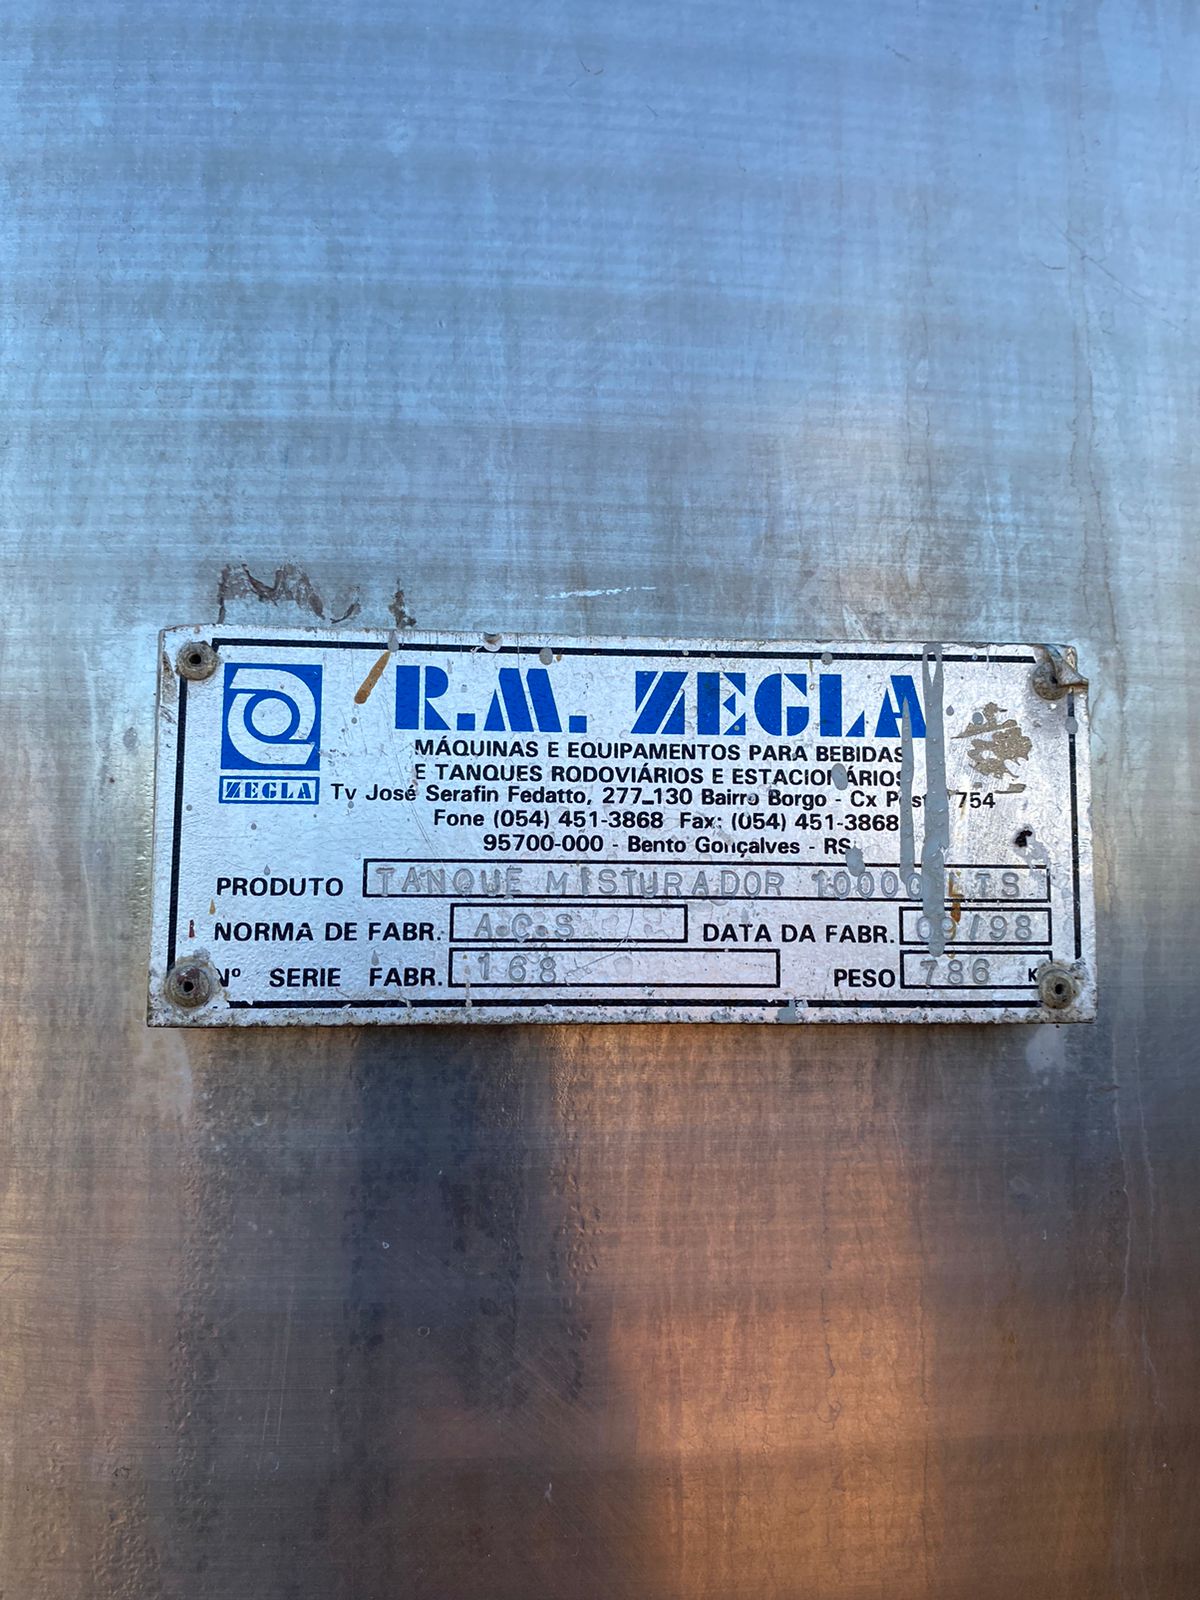 R.M. ZEGLA
ZEGLA
MÁQUINAS E EQUIPAMENTOS PARA BEBIDAS
E TANQUES RODOVIÁRIOS E ESTACIONÁRIOS
Tv José Serafin Fedatto, 277_130 Bairro Borgo - Cx Postal 754
Fone (054) 451-3868 Fax: (054) 451-3868
95700-000 - Bento Gonçalves - RS
PRODUTO TANQUE MISTURADOR 10000 LTS
NORMA DE FABR. A.C.S DATA DA FABR. 09/98
Nº SERIE FABR. 168 PESO 786 K